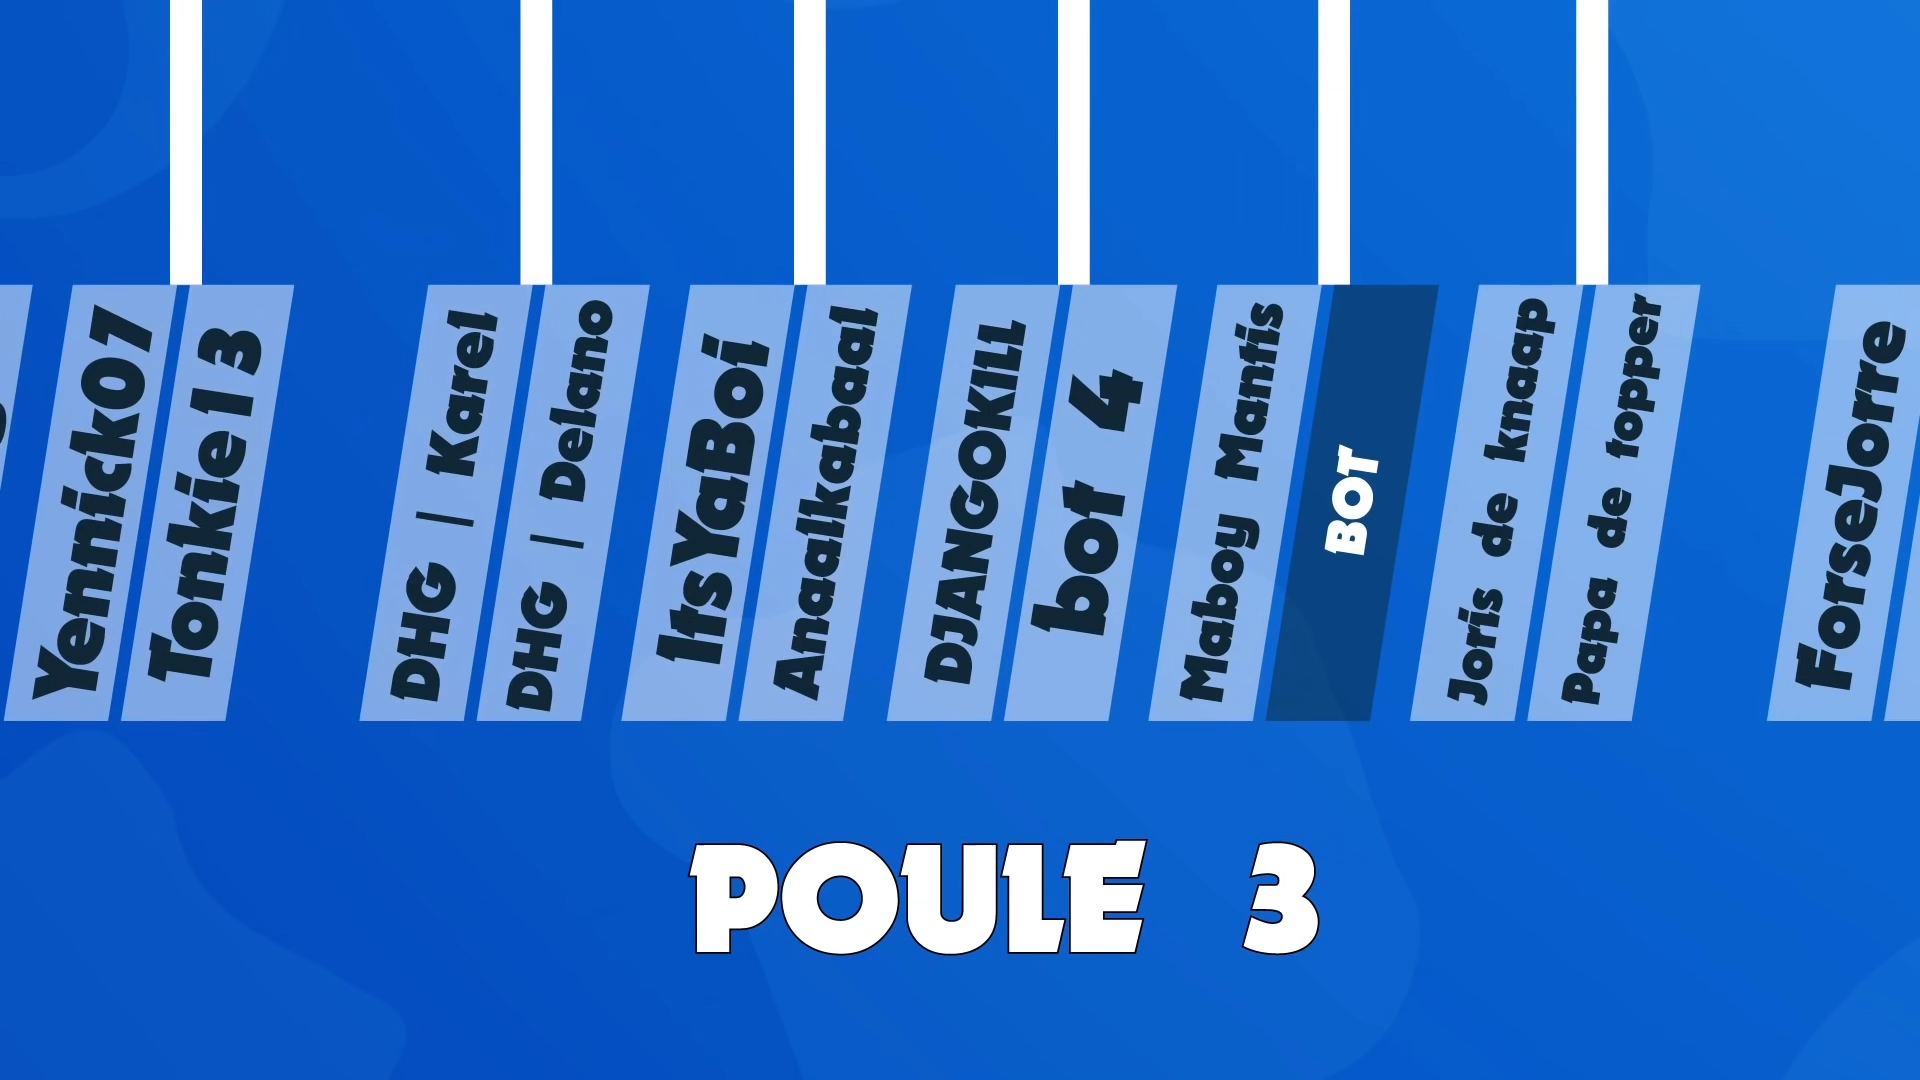 Yennick07
Tonkie13
DHG | Karel
DHG | Delano
ItsYaBoi
Anaalkabaal
DJANGOKILL
bot 4
Maboy Mantis
BOT
Joris de knaap
Papa de topper
ForseJorre
POULE 3